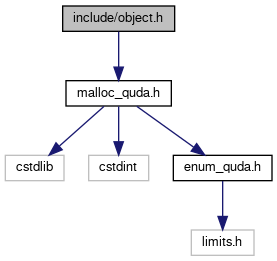 include/object.h
malloc_quda.h
cstdlib
cstdint
enum_quda.h
limits.h